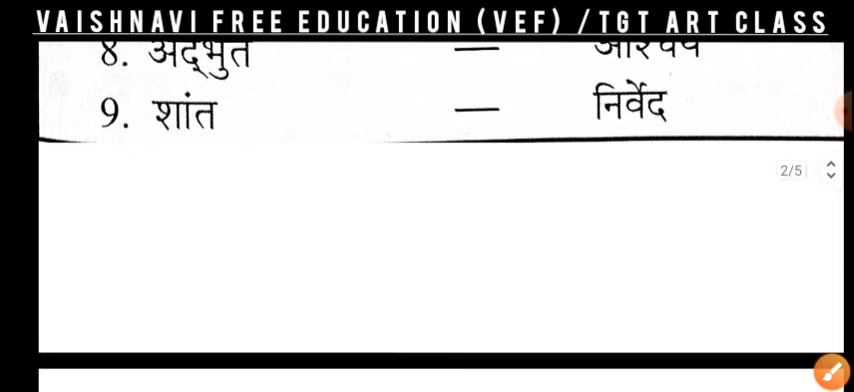 VAISHNAVI FREE EDUCATION (VEF) / TGT ART CLASS
8. अद्भुत — आश्चर्य
9. शांत — निर्वेद
2/5